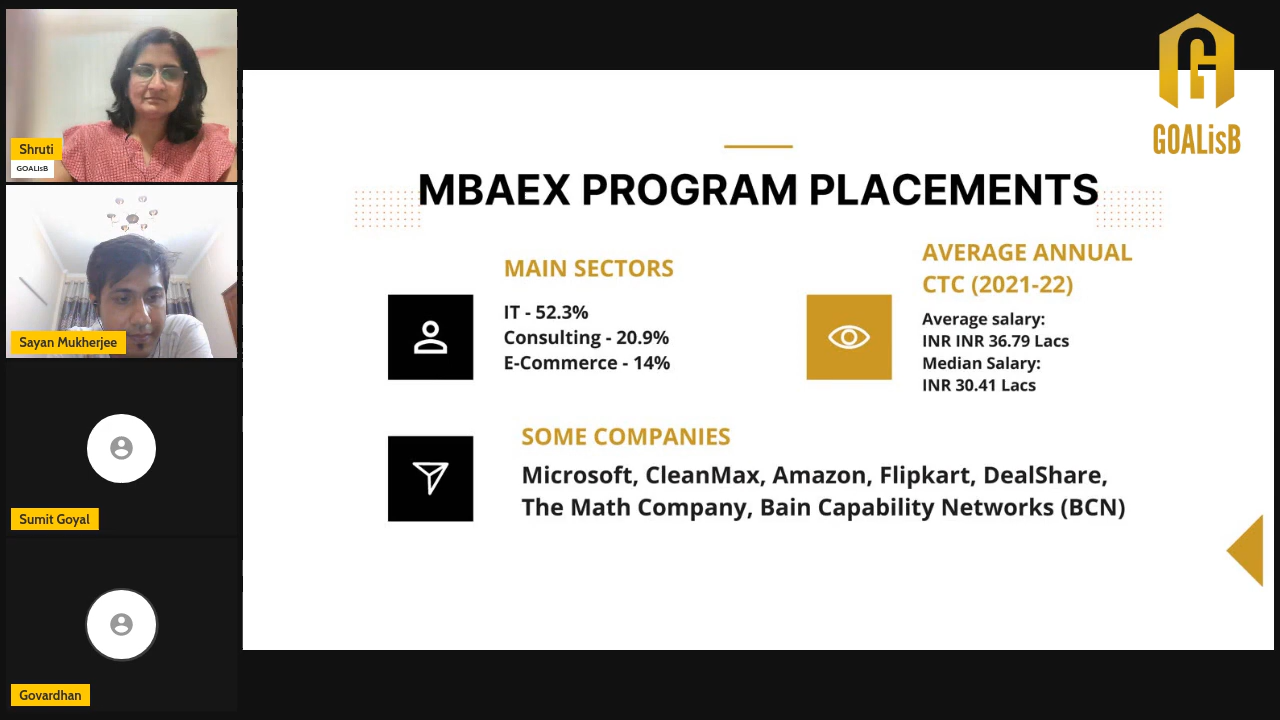 Shruti
GOALisB
Sayan Mukherjee
Sumit Goyal
Govardhan
GOALisB
MBAEX PROGRAM PLACEMENTS
MAIN SECTORS
IT - 52.3%
Consulting - 20.9%
E-Commerce - 14%
AVERAGE ANNUAL
CTC (2021-22)
Average salary:
INR INR 36.79 Lacs
Median Salary:
INR 30.41 Lacs
SOME COMPANIES
Microsoft, CleanMax, Amazon, Flipkart, DealShare,
The Math Company, Bain Capability Networks (BCN)